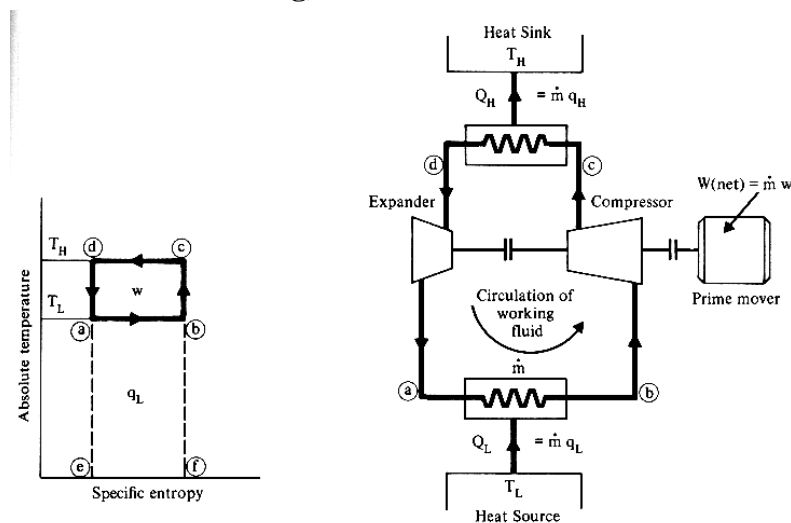 Heat Sink
T_H
Q_H = ṁ q_H
d
c
Expander
Compressor
W(net) = ṁ w
Prime mover
Circulation of
working
fluid
ṁ
a
b
Q_L = ṁ q_L
T_L
Heat Source
Absolute temperature
T_H
T_L
d
c
w
a
b
q_L
e
f
Specific entropy